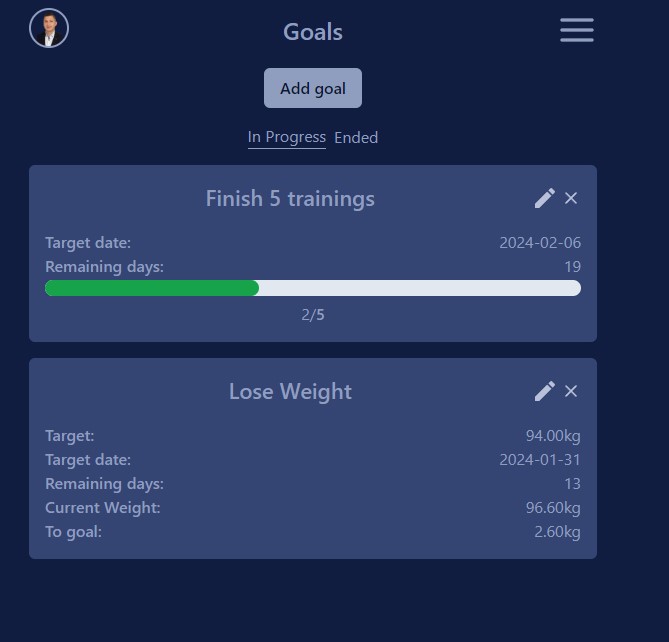 Goals
Add goal
In Progress Ended
Finish 5 trainings
Target date: 2024-02-06
Remaining days: 19
2/5
Lose Weight
Target: 94.00kg
Target date: 2024-01-31
Remaining days: 13
Current Weight: 96.60kg
To goal: 2.60kg